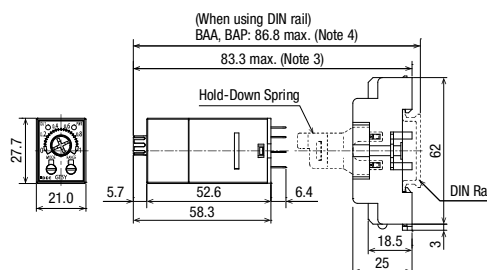 (When using DIN rail)
BAA, BAP: 86.8 max. (Note 4)
83.3 max. (Note 3)
Hold-Down Spring
27.7
21.0
GE1Y
5.7
52.6
6.4
58.3
62
DIN Ra
18.5
3
25